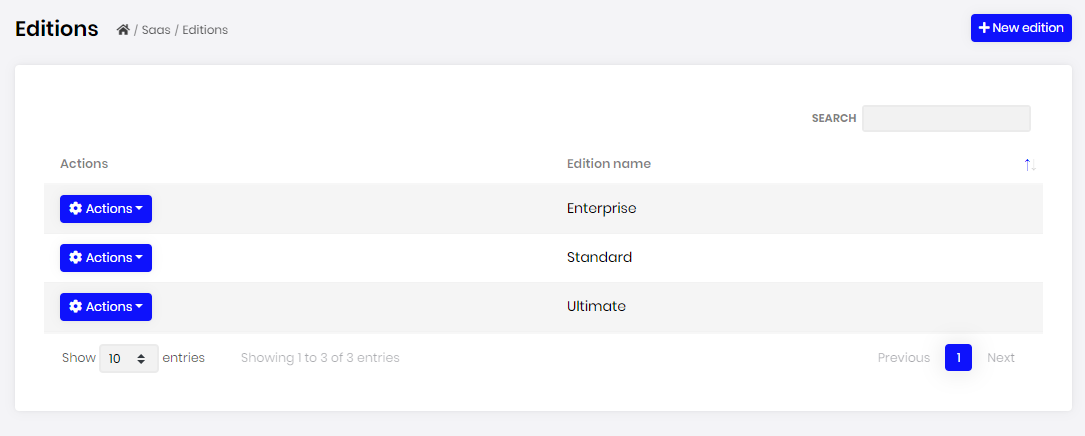 Editions / Saas / Editions + New edition
SEARCH
Actions Edition name
Actions Enterprise
Actions Standard
Actions Ultimate
Show 10 entries Showing 1 to 3 of 3 entries Previous 1 Next